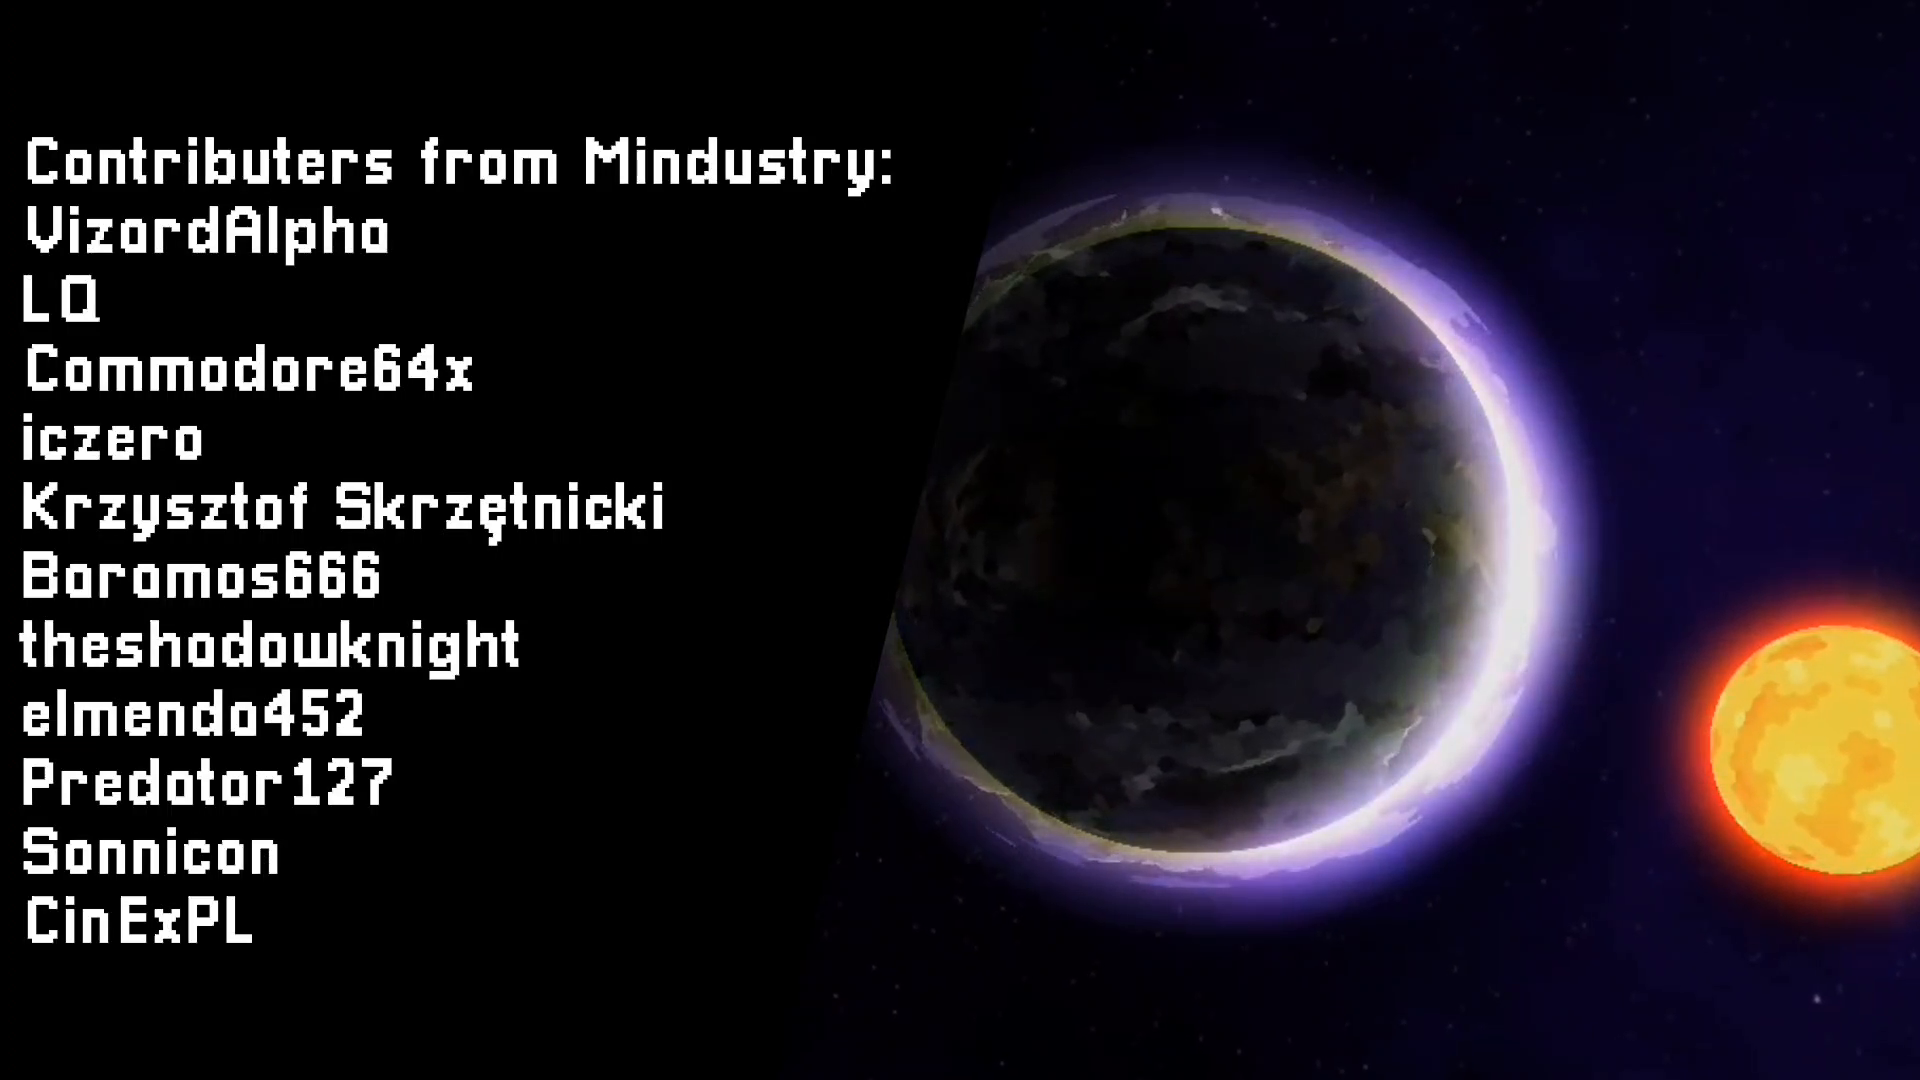 Contributers from Mindustry:
VizardAlpha
LQ
Commodore64x
iczero
Krzysztof Skrzętnicki
Baramos666
theshadowknight
elmenda452
Predator127
Sonnicon
CinExPL